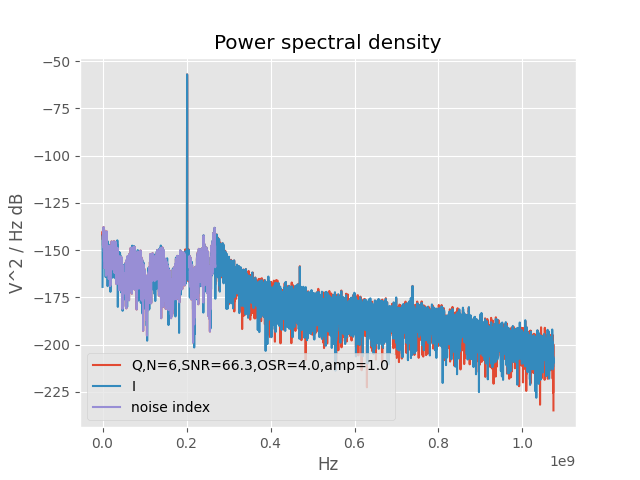 Power spectral density
−50
−75
−100
−125
−150
−175
−200
−225
V^2 / Hz dB
Q,N=6,SNR=66.3,OSR=4.0,amp=1.0
I
noise index
0.0 0.2 0.4 0.6 0.8 1.0
1e9
Hz